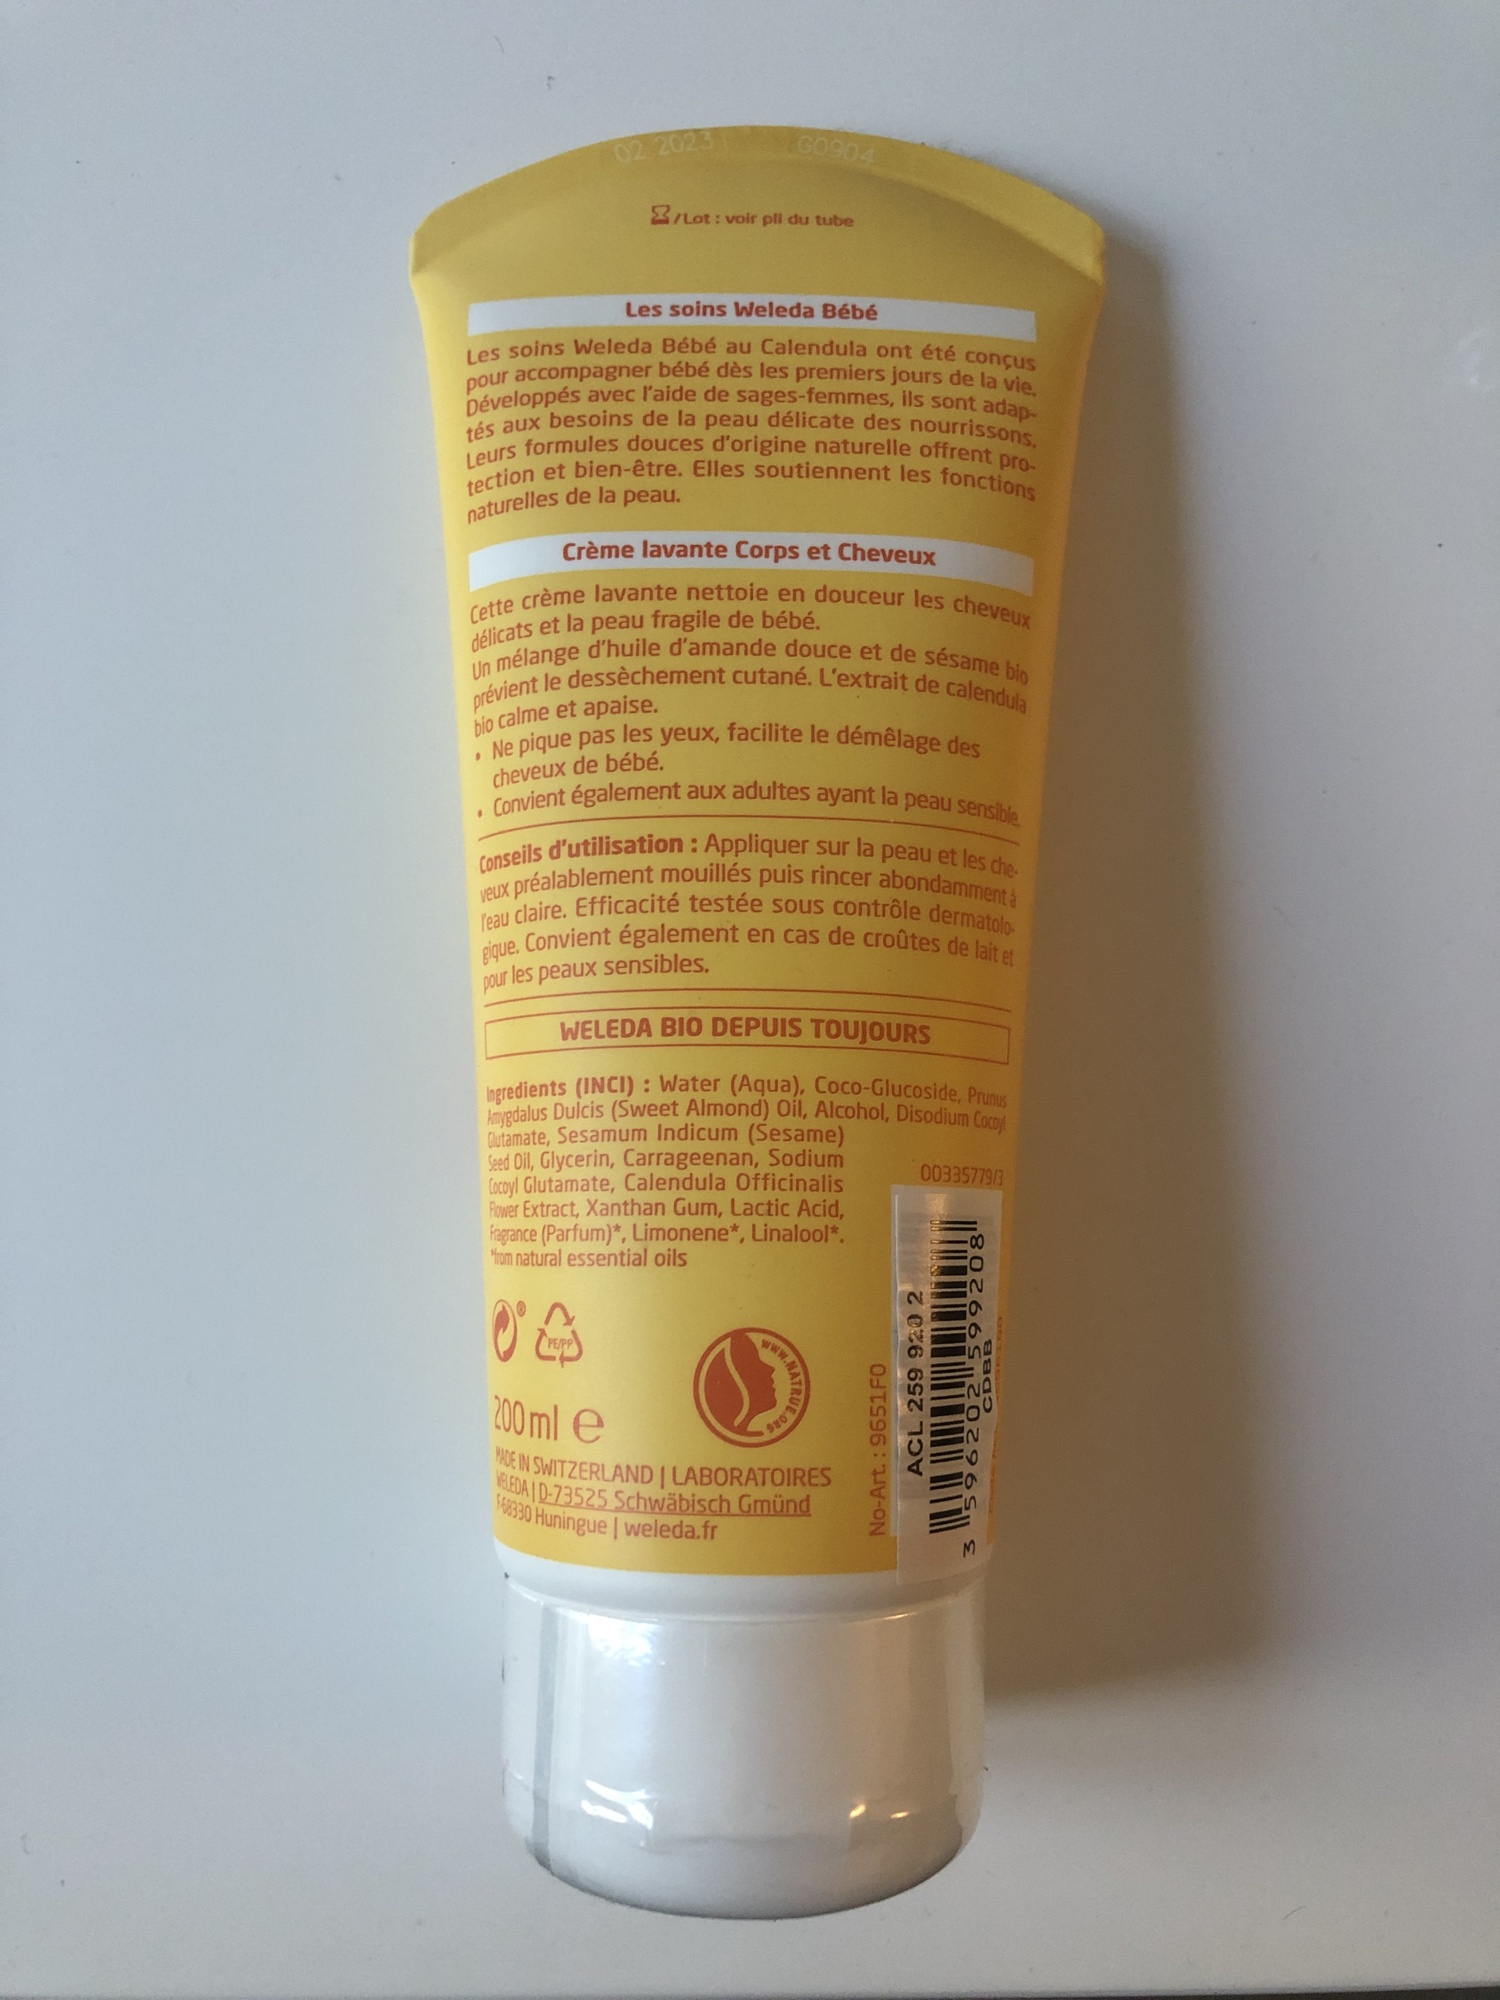 02 2023 G0904
/Lot : voir pli du tube
Les soins Weleda Bébé
Les soins Weleda Bébé au Calendula ont été conçus
pour accompagner bébé dès les premiers jours de la vie.
Développés avec l'aide de sages-femmes, ils sont adap-
tés aux besoins de la peau délicate des nourrissons.
Leurs formules douces d'origine naturelle offrent pro-
tection et bien-être. Elles soutiennent les fonctions
naturelles de la peau.
Crème lavante Corps et Cheveux
Cette crème lavante nettoie en douceur les cheveux
délicats et la peau fragile de bébé.
Un mélange d'huile d'amande douce et de sésame bio
prévient le dessèchement cutané. L'extrait de calendula
bio calme et apaise.
• Ne pique pas les yeux, facilite le démêlage des
cheveux de bébé.
• Convient également aux adultes ayant la peau sensible.
Conseils d'utilisation : Appliquer sur la peau et les che-
veux préalablement mouillés puis rincer abondamment à
l'eau claire. Efficacité testée sous contrôle dermatolo-
gique. Convient également en cas de croûtes de lait et
pour les peaux sensibles.
WELEDA BIO DEPUIS TOUJOURS
Ingredients (INCI) : Water (Aqua), Coco-Glucoside, Prunus
Amygdalus Dulcis (Sweet Almond) Oil, Alcohol, Disodium Cocoyl
Glutamate, Sesamum Indicum (Sesame)
Seed Oil, Glycerin, Carrageenan, Sodium
Cocoyl Glutamate, Calendula Officinalis
Flower Extract, Xanthan Gum, Lactic Acid,
Fragrance (Parfum)*, Limonene*, Linalool*.
*from natural essential oils
00335779/3
PE/PP
WWW.NATRUE.ORG
200 ml e
MADE IN SWITZERLAND | LABORATOIRES
WELEDA | D-73525 Schwäbisch Gmünd
F-68330 Huningue | weleda.fr
No-Art.: 9651F0
ACL 259 920 2
3 596202 599208
CDBB